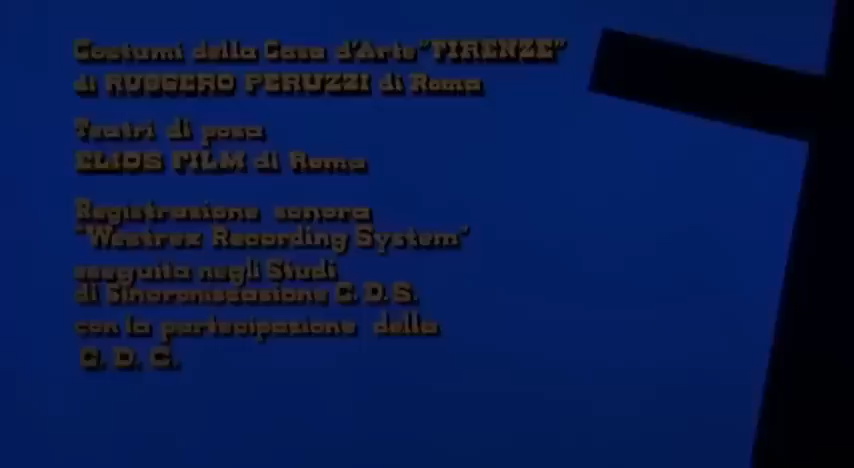 Costumi della Casa d'Arte "FIRENZE"
di RUGGERO PERUZZI di Roma
Teatri di posa
ELIOS FILM di Roma
Registrazione sonora
"Westrex Recording System"
eseguita negli Studi
di Sincronizzazione C. D. S.
con la partecipazione della
C. D. C.